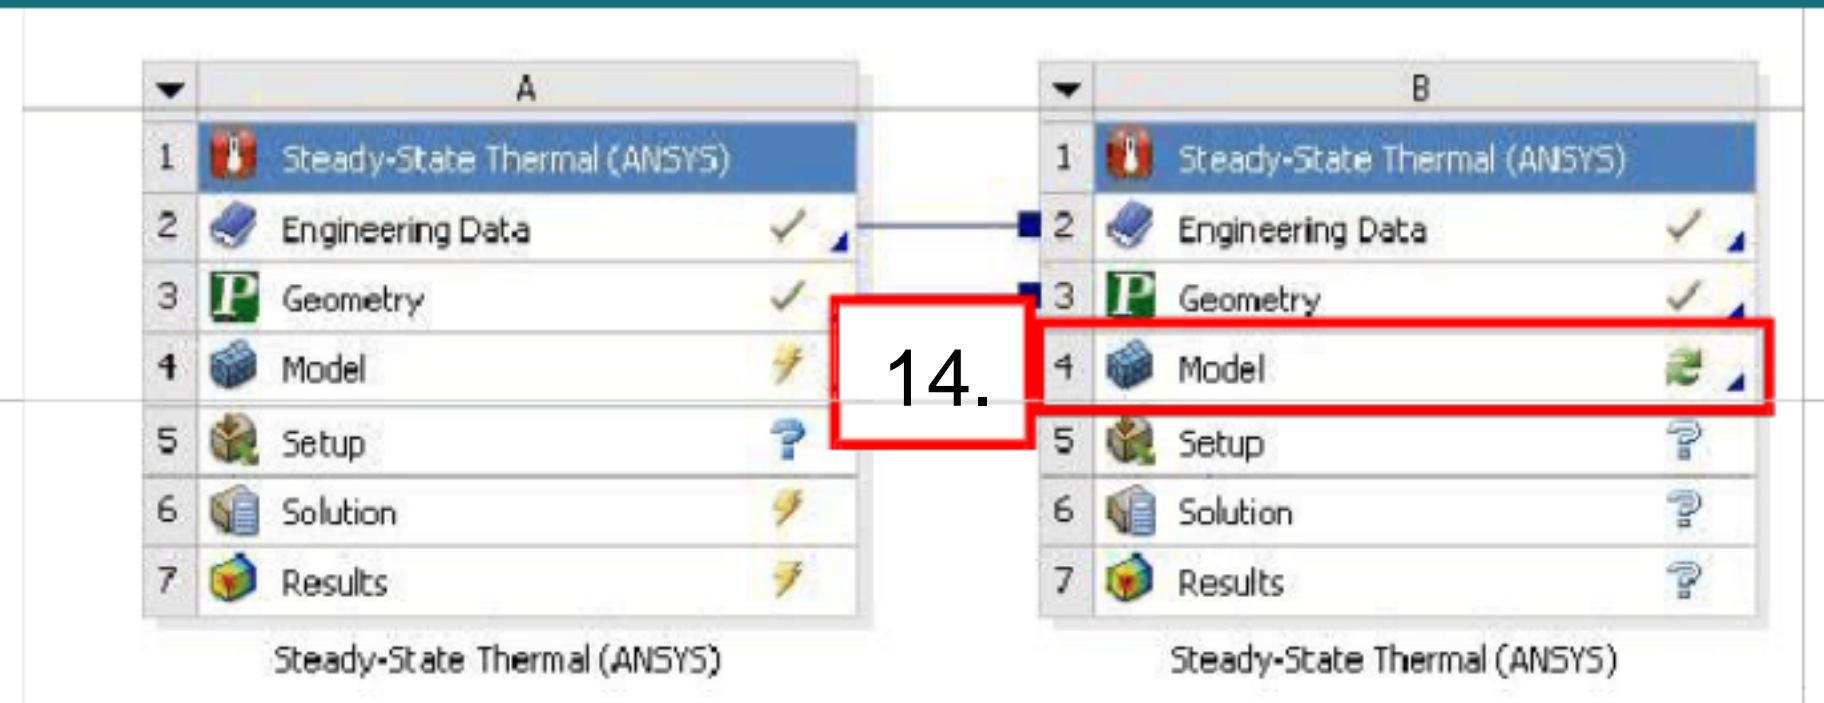 A
1 Steady-State Thermal (ANSYS)
2 Engineering Data
3 Geometry
4 Model
5 Setup
6 Solution
7 Results
Steady-State Thermal (ANSYS)
14.
B
1 Steady-State Thermal (ANSYS)
2 Engineering Data
3 Geometry
4 Model
5 Setup
6 Solution
7 Results
Steady-State Thermal (ANSYS)